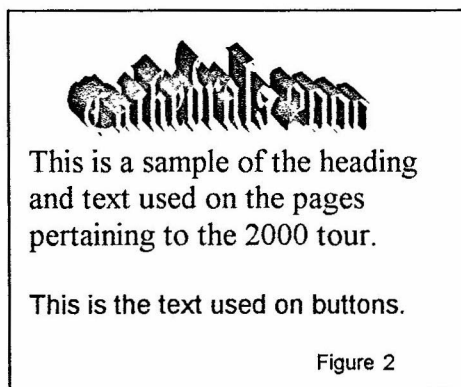 Cathedrals 2000
This is a sample of the heading
and text used on the pages
pertaining to the 2000 tour.
This is the text used on buttons.
Figure 2